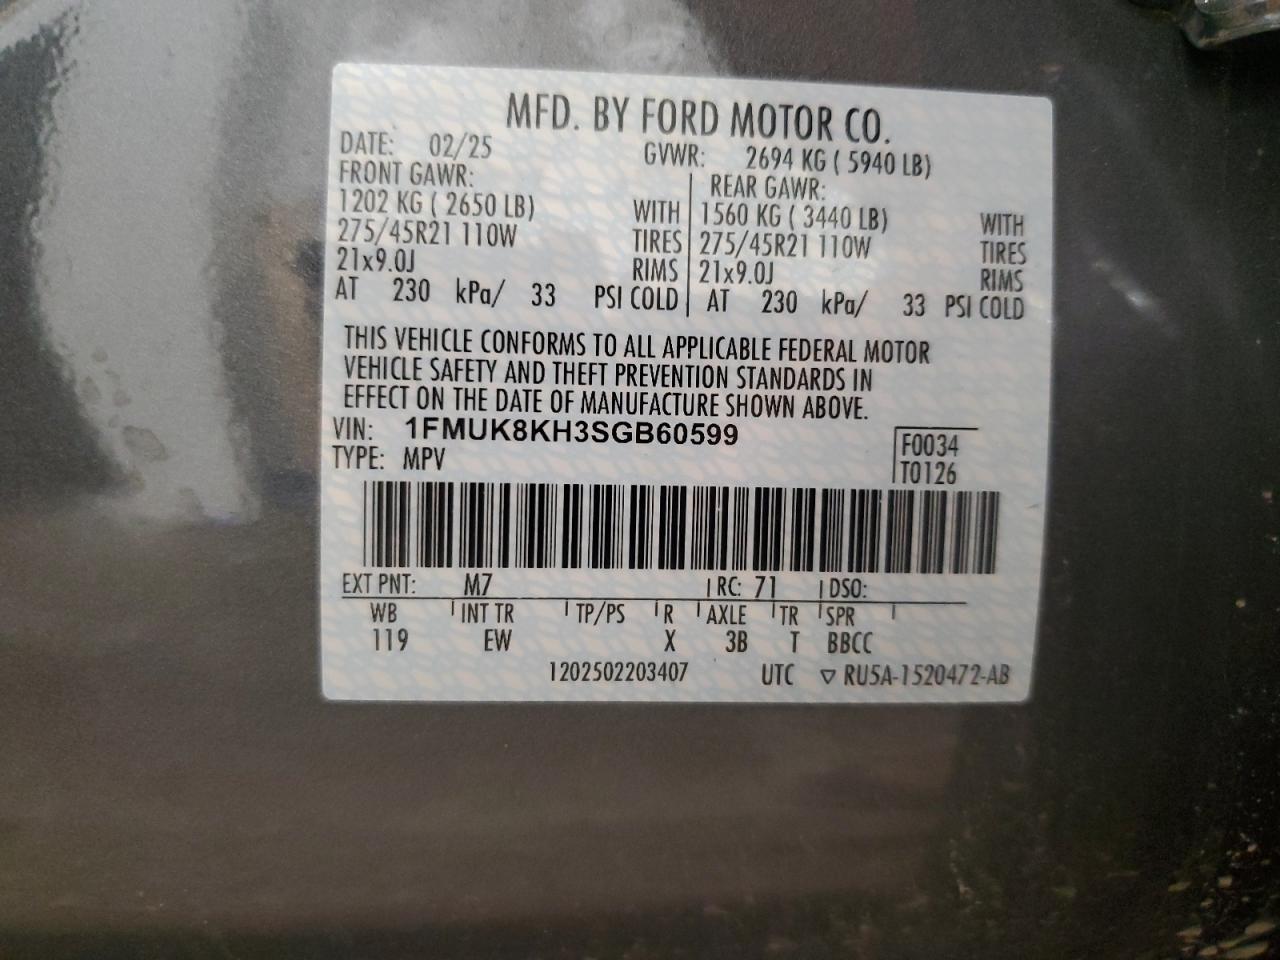 MFD. BY FORD MOTOR CO.
DATE: 02/25 GVWR: 2694 KG ( 5940 LB)
FRONT GAWR: REAR GAWR:
1202 KG ( 2650 LB) WITH 1560 KG ( 3440 LB) WITH
275/45R21 110W TIRES 275/45R21 110W TIRES
21x9.0J RIMS 21x9.0J RIMS
AT 230 kPa/ 33 PSI COLD AT 230 kPa/ 33 PSI COLD
THIS VEHICLE CONFORMS TO ALL APPLICABLE FEDERAL MOTOR
VEHICLE SAFETY AND THEFT PREVENTION STANDARDS IN
EFFECT ON THE DATE OF MANUFACTURE SHOWN ABOVE.
VIN: 1FMUK8KH3SGB60599 F0034
TYPE: MPV T0126
EXT PNT: M7 RC: 71 DSO:
WB INT TR TP/PS R AXLE TR SPR
119 EW X 3B T BBCC
1202502203407 UTC ▽ RU5A-1520472-AB